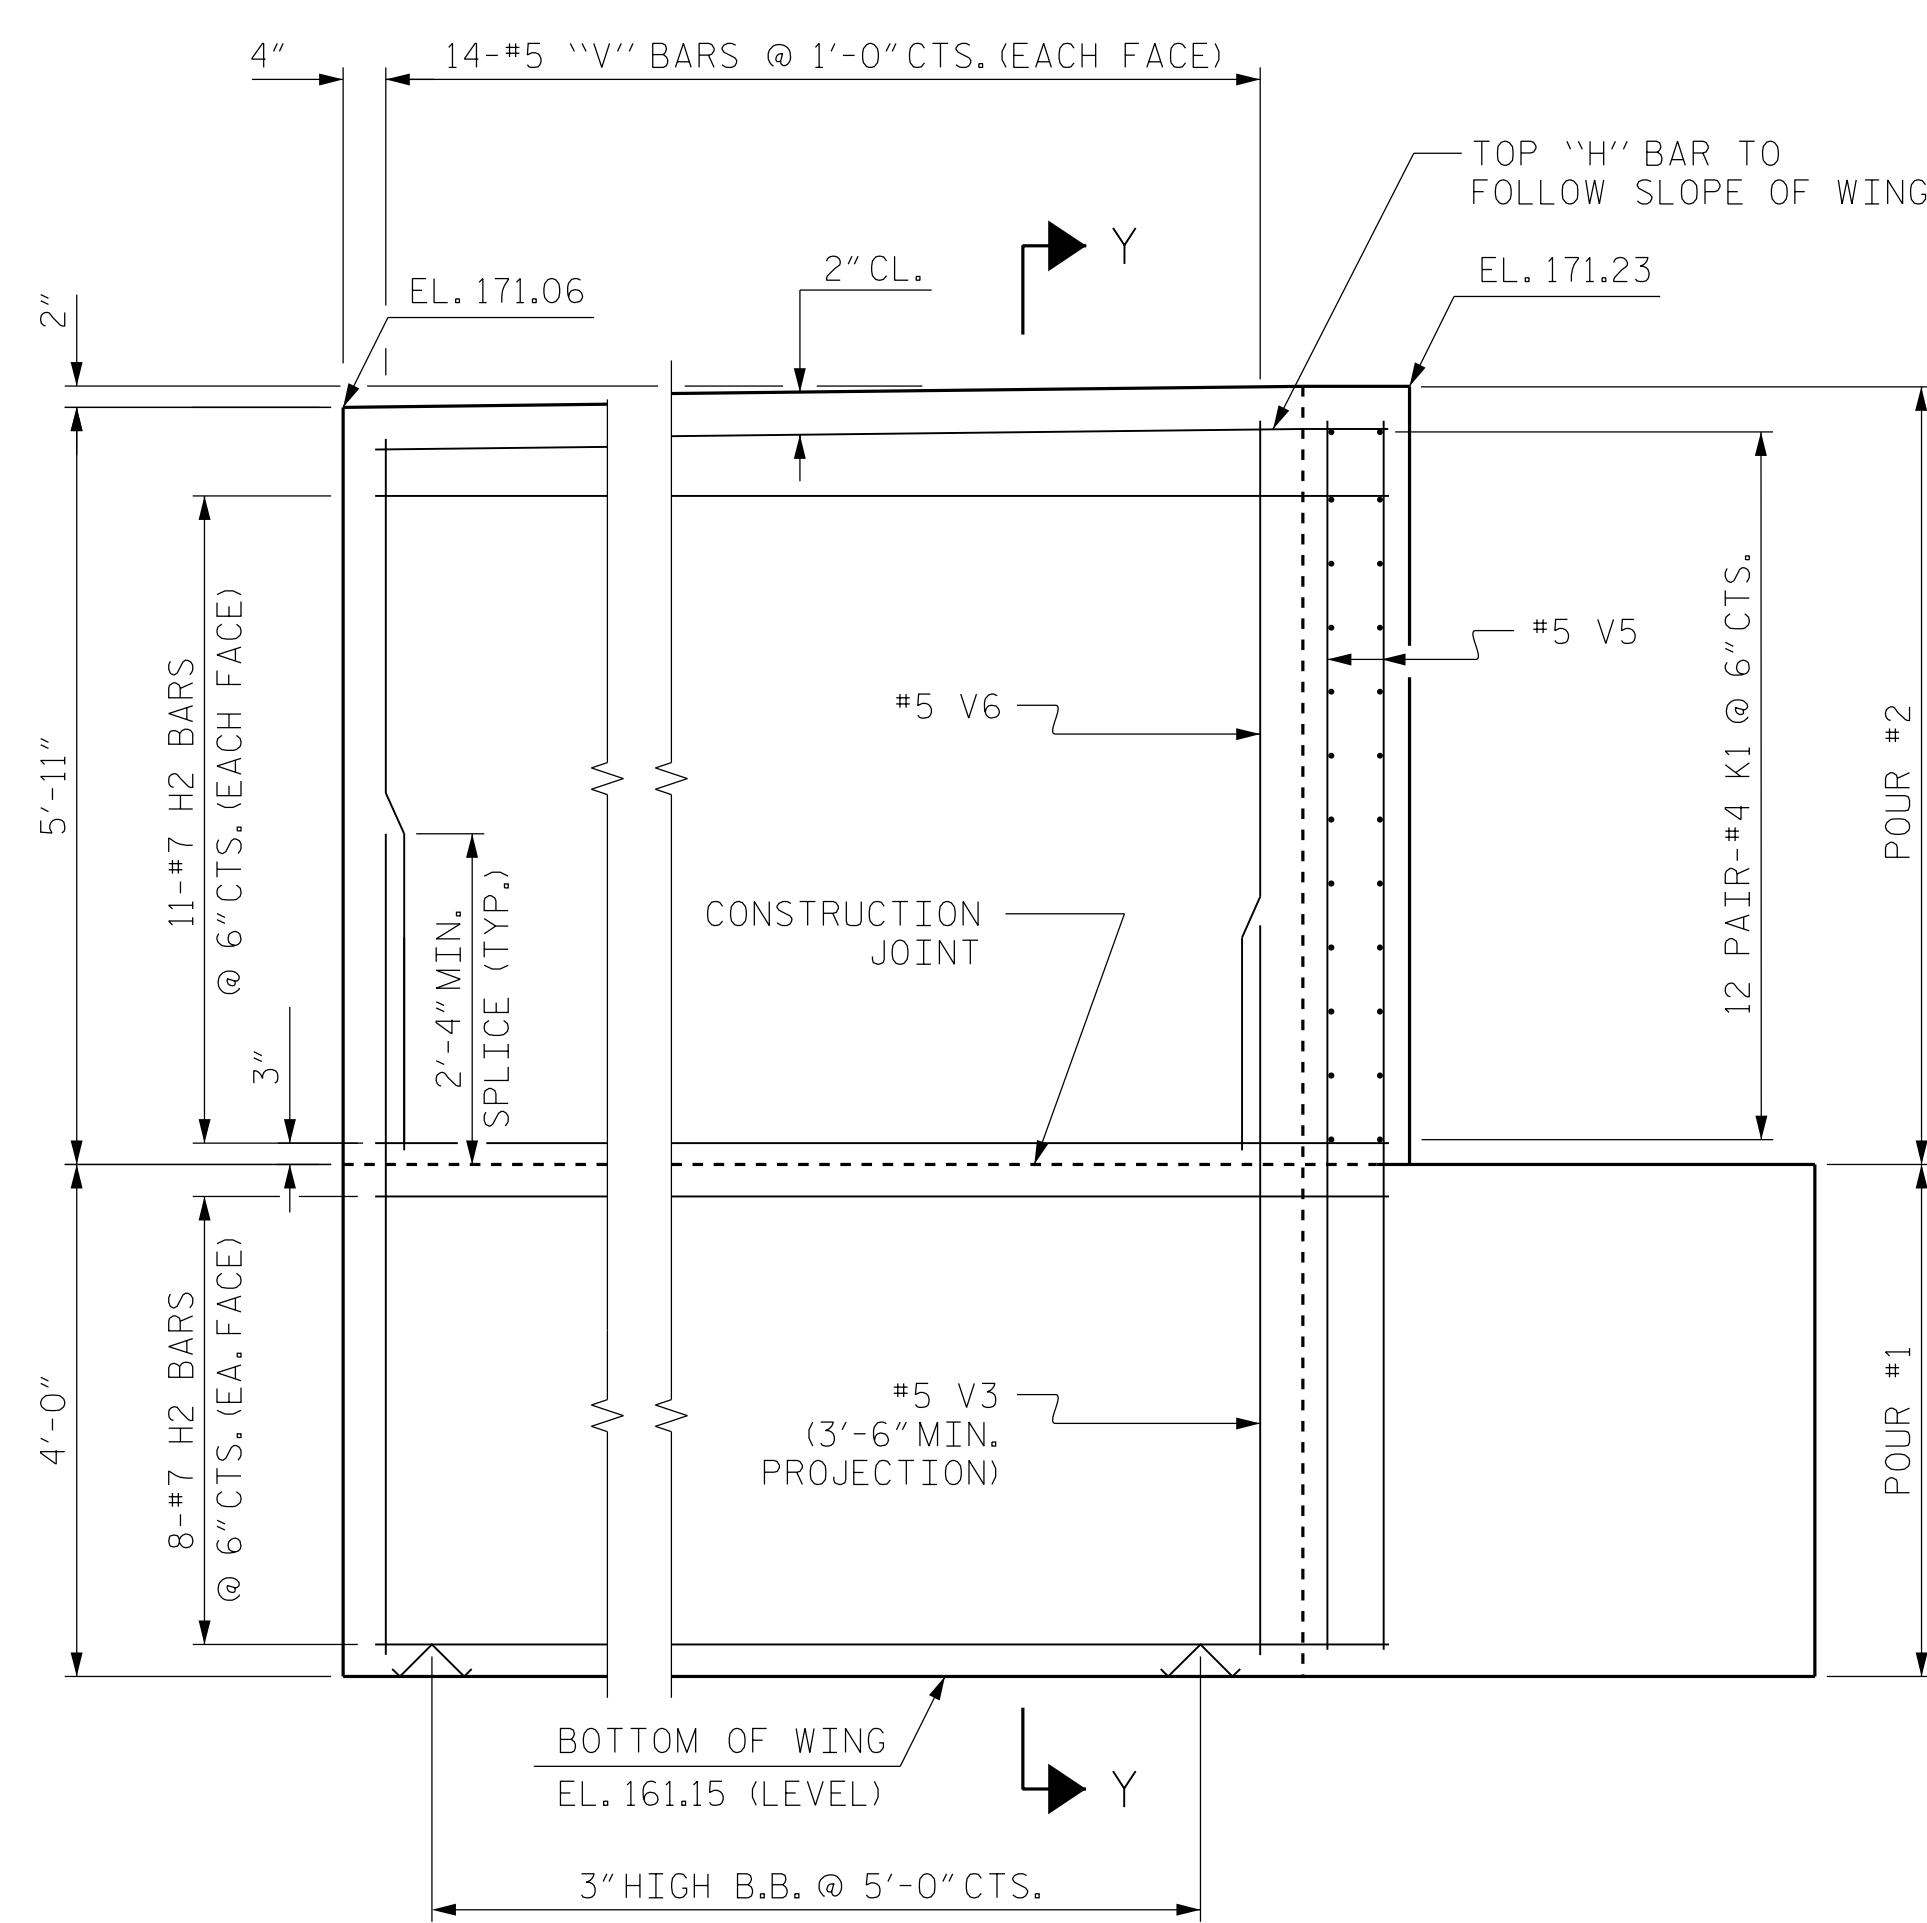 4"
14-#5 "V" BARS @ 1'-0" CTS. (EACH FACE)
TOP "H" BAR TO
FOLLOW SLOPE OF WING
Y
2" CL.
EL. 171.06
EL. 171.23
2"
5'-11"
11-#7 H2 BARS
@ 6" CTS. (EACH FACE)
3"
2'-4" MIN.
SPLICE (TYP.)
#5 V6
#5 V5
CONSTRUCTION
JOINT
12 PAIR-#4 K1 @ 6" CTS.
POUR #2
4'-0"
8-#7 H2 BARS
@ 6" CTS. (EA. FACE)
#5 V3
(3'-6" MIN.
PROJECTION)
POUR #1
BOTTOM OF WING
EL. 161.15 (LEVEL)
Y
3" HIGH B.B. @ 5'-0" CTS.